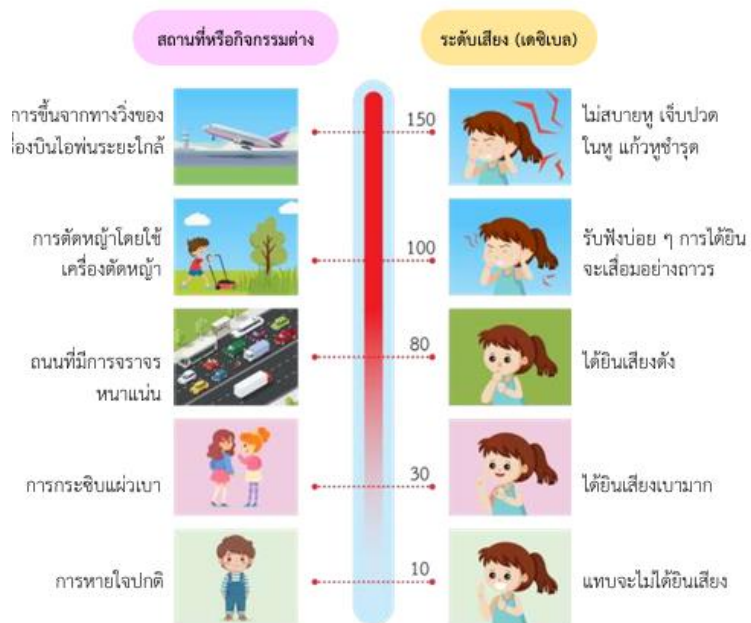 สถานที่หรือกิจกรรมต่าง
ระดับเสียง (เดซิเบล)
การขึ้นจากทางวิ่งของ
องบินไอพ่นระยะใกล้
150
ไม่สบายหู เจ็บปวด
ในหู แก้วหูชำรุด
การตัดหญ้าโดยใช้
เครื่องตัดหญ้า
100
รับฟังบ่อย ๆ การได้ยิน
จะเสื่อมอย่างถาวร
ถนนที่มีการจราจร
หนาแน่น
80
ได้ยินเสียงดัง
การกระซิบแผ่วเบา
30
ได้ยินเสียงเบามาก
การหายใจปกติ
10
แทบจะไม่ได้ยินเสียง